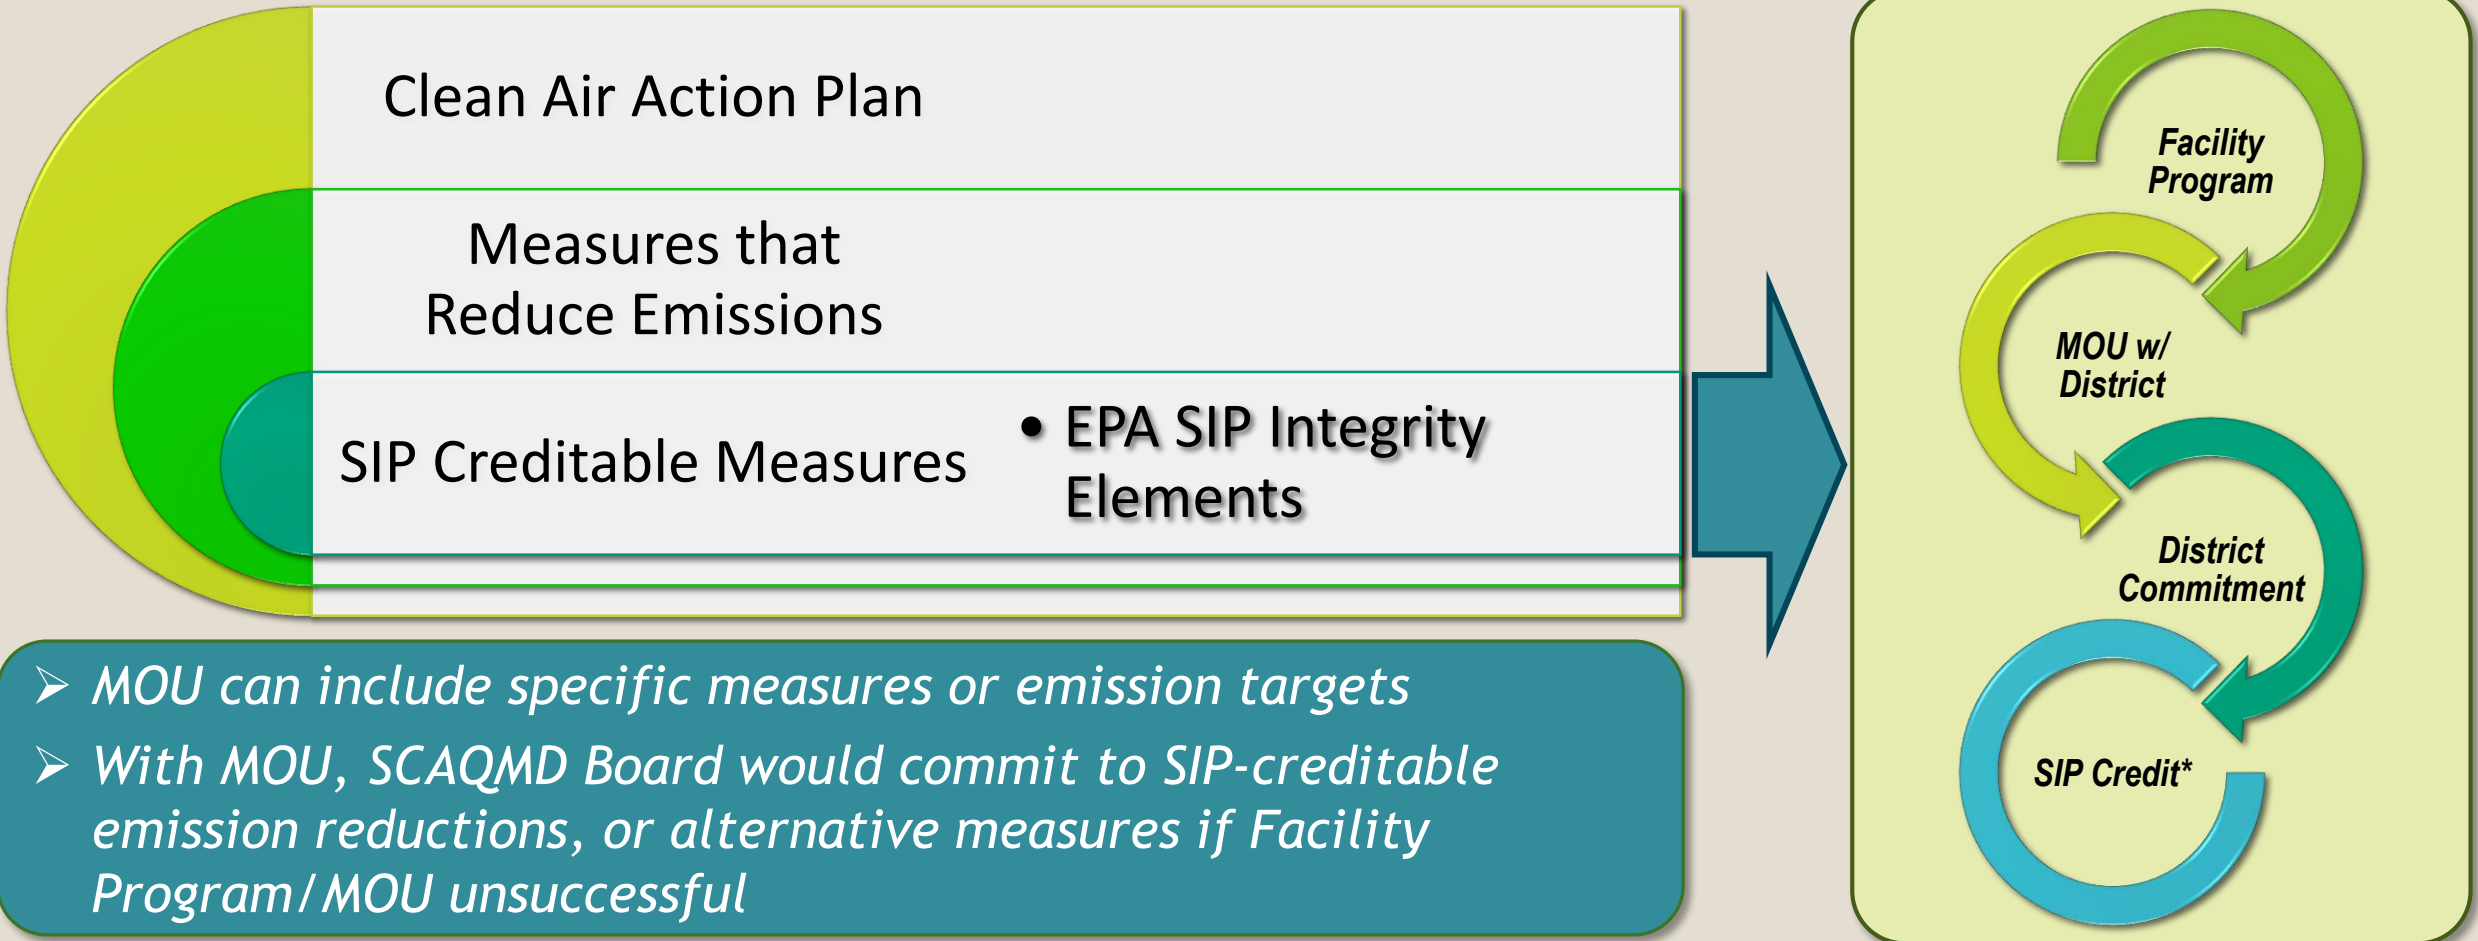 Clean Air Action Plan
Measures that
Reduce Emissions
SIP Creditable Measures
• EPA SIP Integrity
Elements
➢ MOU can include specific measures or emission targets
➢ With MOU, SCAQMD Board would commit to SIP-creditable
emission reductions, or alternative measures if Facility
Program/MOU unsuccessful
Facility
Program
MOU w/
District
District
Commitment
SIP Credit*